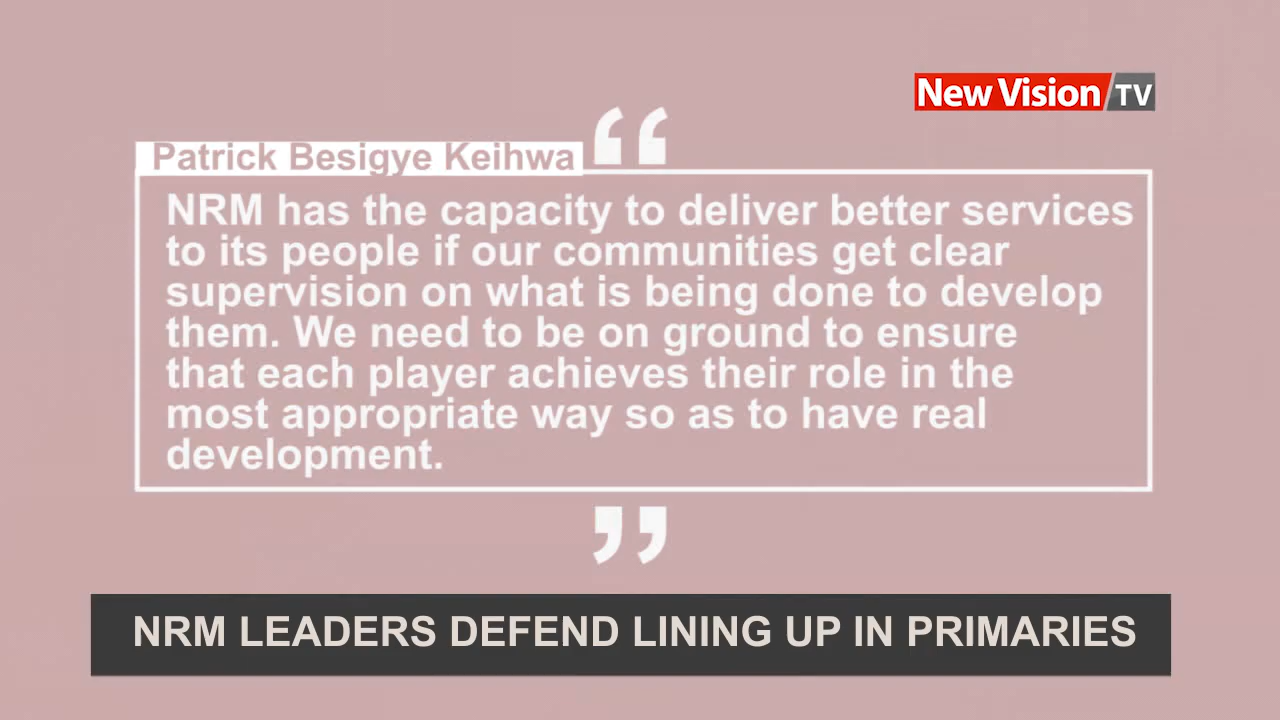 New Vision TV
“
Patrick Besigye Keihwa
NRM has the capacity to deliver better services
to its people if our communities get clear
supervision on what is being done to develop
them. We need to be on ground to ensure
that each player achieves their role in the
most appropriate way so as to have real
development.
”
NRM LEADERS DEFEND LINING UP IN PRIMARIES